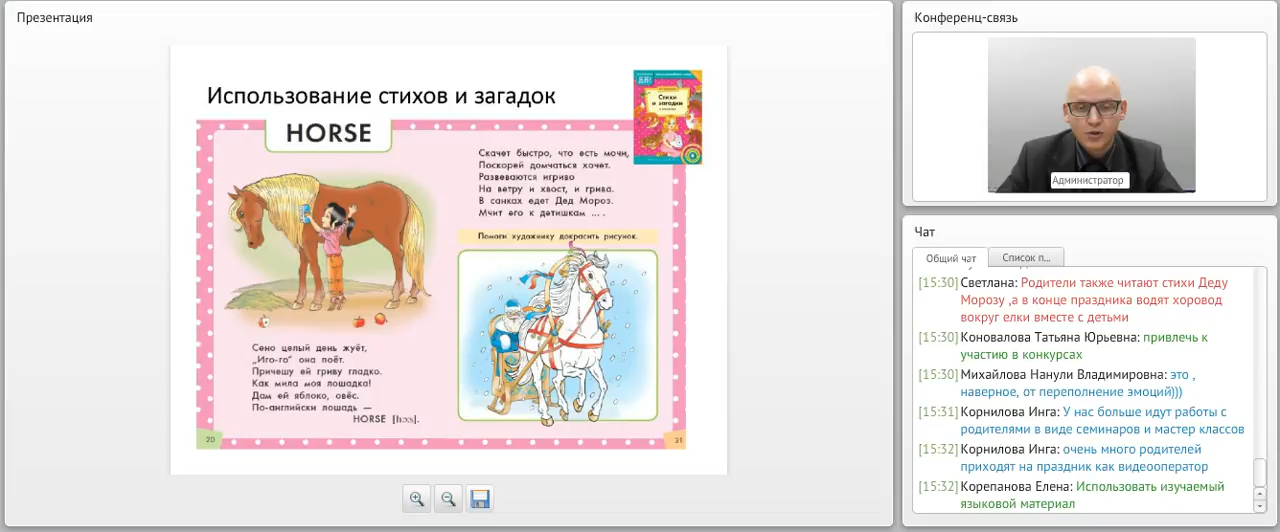 Презентация
Использование стихов и загадок
Стихи
и загадки
HORSE
Скачет быстро, что есть мочи,
Поскорей домчаться хочет.
Развеваются игриво
На ветру и хвост, и грива.
В санках едет Дед Мороз.
Мчит его к детишкам ... .
Помоги художнику докрасить рисунок.
Сено целый день жуёт,
„Иго-го" она поёт.
Причешу ей гриву гладко.
Как мила моя лошадка!
Дам ей яблоко, овёс.
По-английски лошадь —
HORSE [hɔːs].
20
21
Конференц-связь
Администратор
Чат
Общий чат
Список п...
[15:30] Светлана: Родители также читают стихи Деду
Морозу ,а в конце праздника водят хоровод
вокруг елки вместе с детьми
[15:30] Коновалова Татьяна Юрьевна: привлечь к
участию в конкурсах
[15:30] Михайлова Нанули Владимировна: это ,
наверное, от переполнение эмоций)))
[15:31] Корнилова Инга: У нас больше идут работы с
родителями в виде семинаров и мастер классов
[15:32] Корнилова Инга: очень много родителей
приходят на праздник как видеооператор
[15:32] Корепанова Елена: Использовать изучаемый
языковой материал